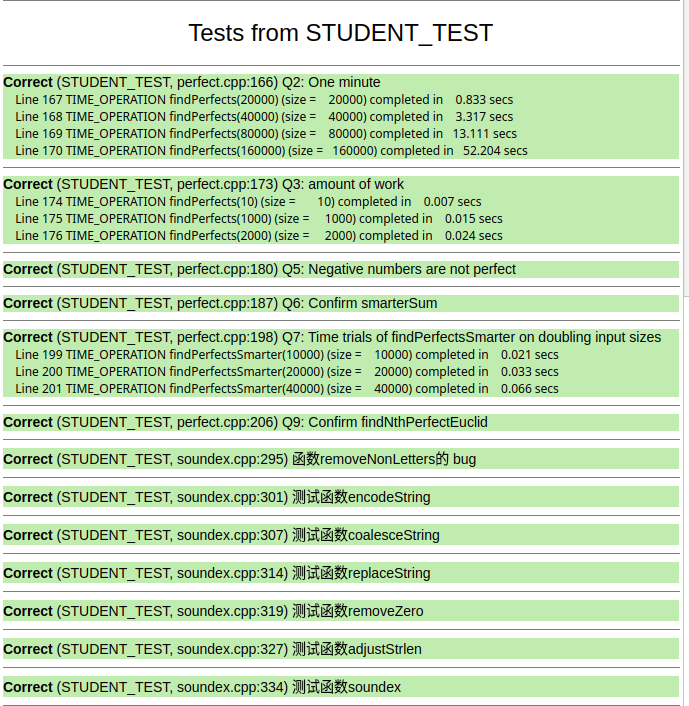 Tests from STUDENT_TEST
Correct (STUDENT_TEST, perfect.cpp:166) Q2: One minute
Line 167 TIME_OPERATION findPerfects(20000) (size = 20000) completed in 0.833 secs
Line 168 TIME_OPERATION findPerfects(40000) (size = 40000) completed in 3.317 secs
Line 169 TIME_OPERATION findPerfects(80000) (size = 80000) completed in 13.111 secs
Line 170 TIME_OPERATION findPerfects(160000) (size = 160000) completed in 52.204 secs
Correct (STUDENT_TEST, perfect.cpp:173) Q3: amount of work
Line 174 TIME_OPERATION findPerfects(10) (size = 10) completed in 0.007 secs
Line 175 TIME_OPERATION findPerfects(1000) (size = 1000) completed in 0.015 secs
Line 176 TIME_OPERATION findPerfects(2000) (size = 2000) completed in 0.024 secs
Correct (STUDENT_TEST, perfect.cpp:180) Q5: Negative numbers are not perfect
Correct (STUDENT_TEST, perfect.cpp:187) Q6: Confirm smarterSum
Correct (STUDENT_TEST, perfect.cpp:198) Q7: Time trials of findPerfectsSmarter on doubling input sizes
Line 199 TIME_OPERATION findPerfectsSmarter(10000) (size = 10000) completed in 0.021 secs
Line 200 TIME_OPERATION findPerfectsSmarter(20000) (size = 20000) completed in 0.033 secs
Line 201 TIME_OPERATION findPerfectsSmarter(40000) (size = 40000) completed in 0.066 secs
Correct (STUDENT_TEST, perfect.cpp:206) Q9: Confirm findNthPerfectEuclid
Correct (STUDENT_TEST, soundex.cpp:295) 函数removeNonLetters的 bug
Correct (STUDENT_TEST, soundex.cpp:301) 测试函数encodeString
Correct (STUDENT_TEST, soundex.cpp:307) 测试函数coalesceString
Correct (STUDENT_TEST, soundex.cpp:314) 测试函数replaceString
Correct (STUDENT_TEST, soundex.cpp:319) 测试函数removeZero
Correct (STUDENT_TEST, soundex.cpp:327) 测试函数adjustStrlen
Correct (STUDENT_TEST, soundex.cpp:334) 测试函数soundex